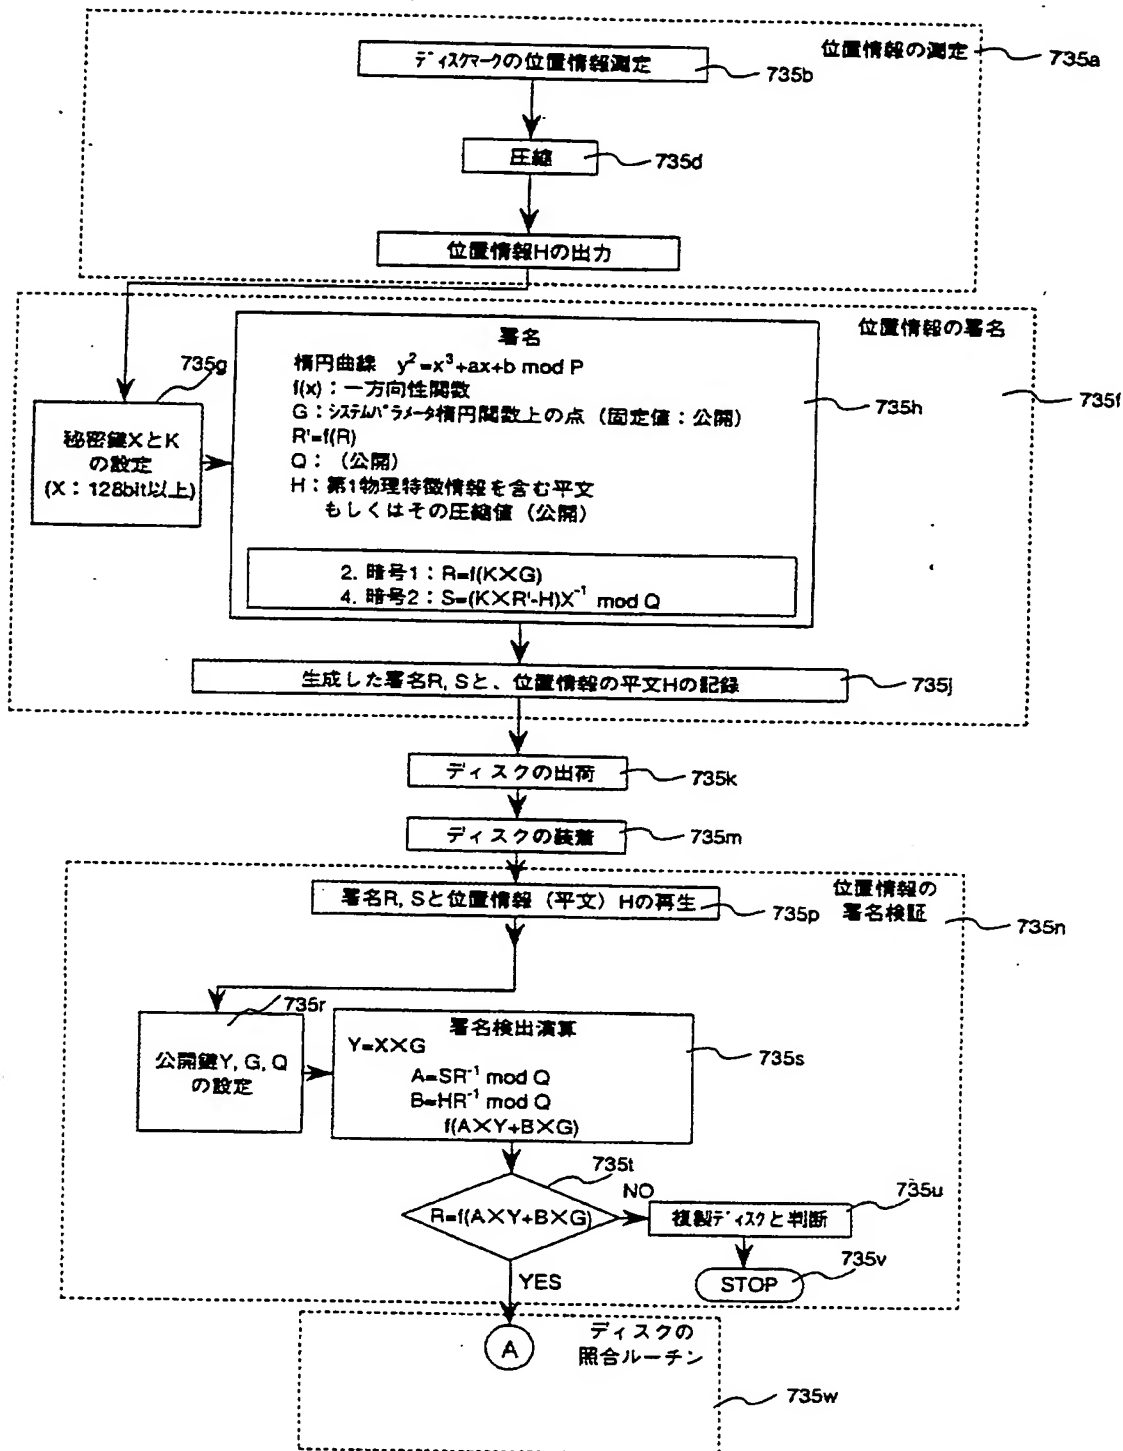 位置情報の測定
735a
ディスクマークの位置情報測定
735b
圧縮
735d
位置情報Hの出力
位置情報の署名
735f
735g
秘密鍵XとK
の設定
(X：128bit以上)
署名
楕円曲線 y²=x³+ax+b mod P
f(x)：一方向性関数
G：システムパラメータ楕円関数上の点（固定値：公開）
R'=f(R)
Q：（公開）
H：第1物理特徴情報を含む平文
もしくはその圧縮値（公開）
735h
2. 暗号1：R=f(K×G)
4. 暗号2：S=(K×R'-H)X⁻¹ mod Q
生成した署名R, Sと、位置情報の平文Hの記録
735j
ディスクの出荷
735k
ディスクの装着
735m
位置情報の
署名検証
735n
署名R, Sと位置情報（平文）Hの再生
735p
735r
公開鍵Y, G, Q
の設定
署名検出演算
Y=X×G
A=SR⁻¹ mod Q
B=HR⁻¹ mod Q
f(A×Y+B×G)
735s
735t
R=f(A×Y+B×G)
NO
複製ディスクと判断
735u
STOP
735v
YES
A
ディスクの
照合ルーチン
735w